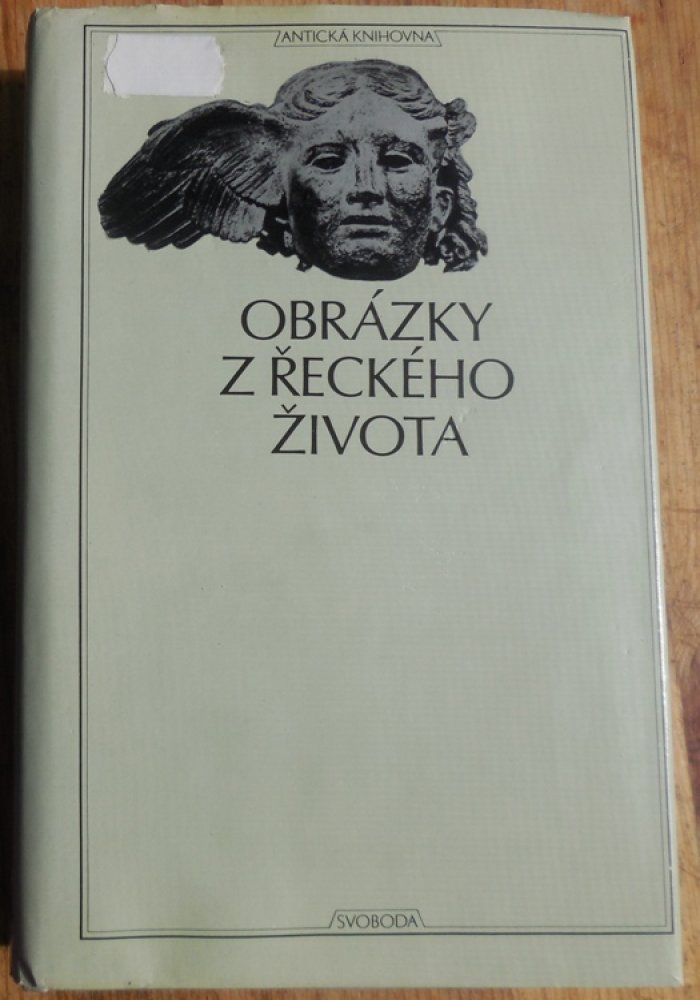 ANTICKÁ KNIHOVNA
OBRÁZKY
Z ŘECKÉHO
ŽIVOTA
SVOBODA